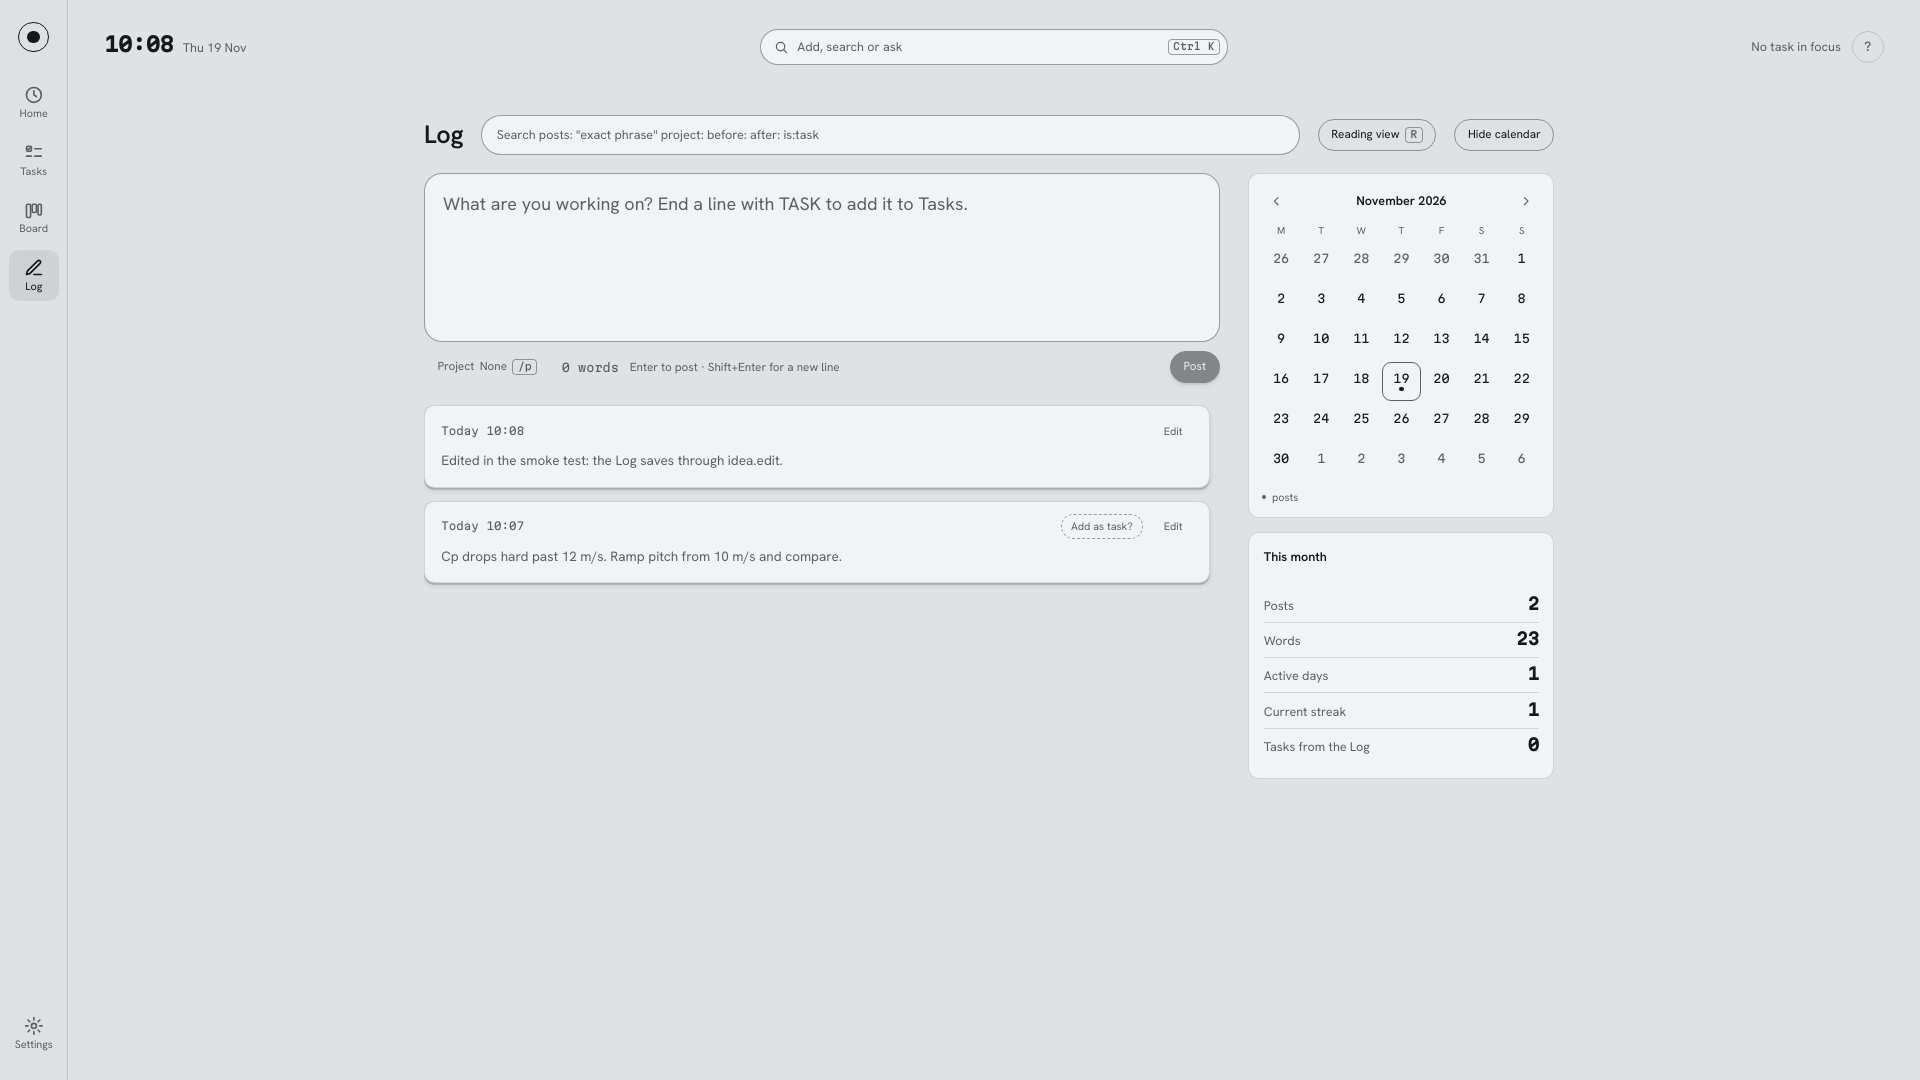 10:08 Thu 19 Nov
Add, search or ask
Ctrl K
No task in focus
?
Home
Tasks
Board
Log
Settings
Log
Search posts: "exact phrase" project: before: after: is:task
Reading view R
Hide calendar
What are you working on? End a line with TASK to add it to Tasks.
Project None /p
0 words
Enter to post · Shift+Enter for a new line
Post
Today 10:08
Edit
Edited in the smoke test: the Log saves through idea.edit.
Today 10:07
Add as task?
Edit
Cp drops hard past 12 m/s. Ramp pitch from 10 m/s and compare.
November 2026
M T W T F S S
26 27 28 29 30 31 1
2 3 4 5 6 7 8
9 10 11 12 13 14 15
16 17 18 19 20 21 22
23 24 25 26 27 28 29
30 1 2 3 4 5 6
• posts
This month
Posts 2
Words 23
Active days 1
Current streak 1
Tasks from the Log 0